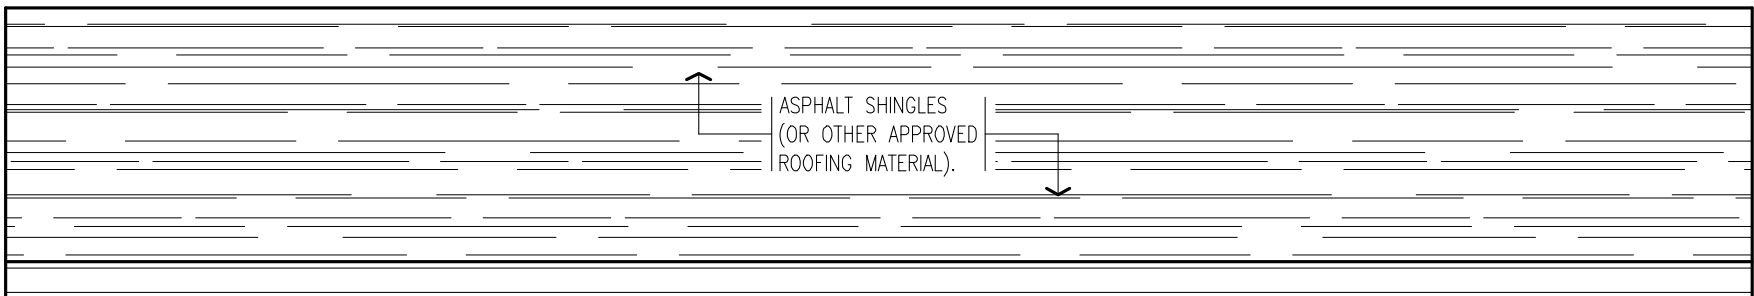 ASPHALT SHINGLES
(OR OTHER APPROVED
ROOFING MATERIAL).